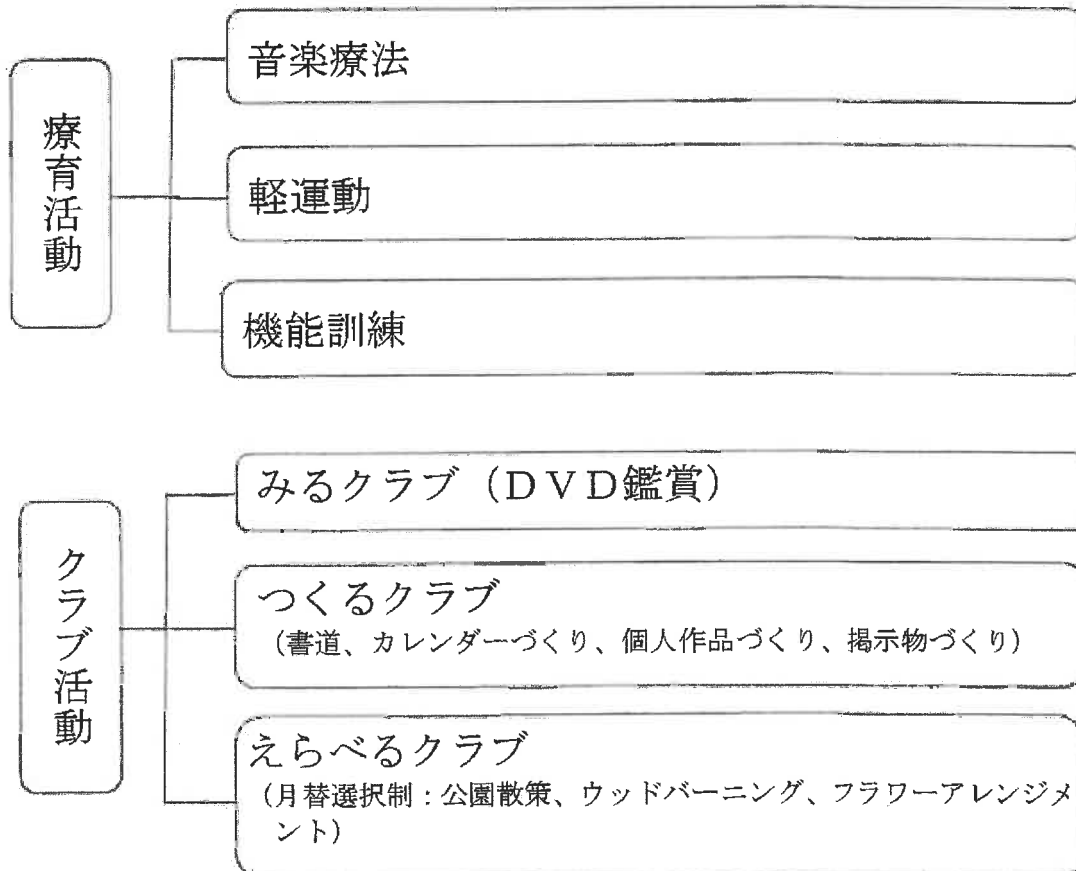 療育活動
音楽療法
軽運動
機能訓練
クラブ活動
みるクラブ（ＤＶＤ鑑賞）
つくるクラブ
（書道、カレンダーづくり、個人作品づくり、掲示物づくり）
えらべるクラブ
（月替選択制：公園散策、ウッドバーニング、フラワーアレンジメ
ント）